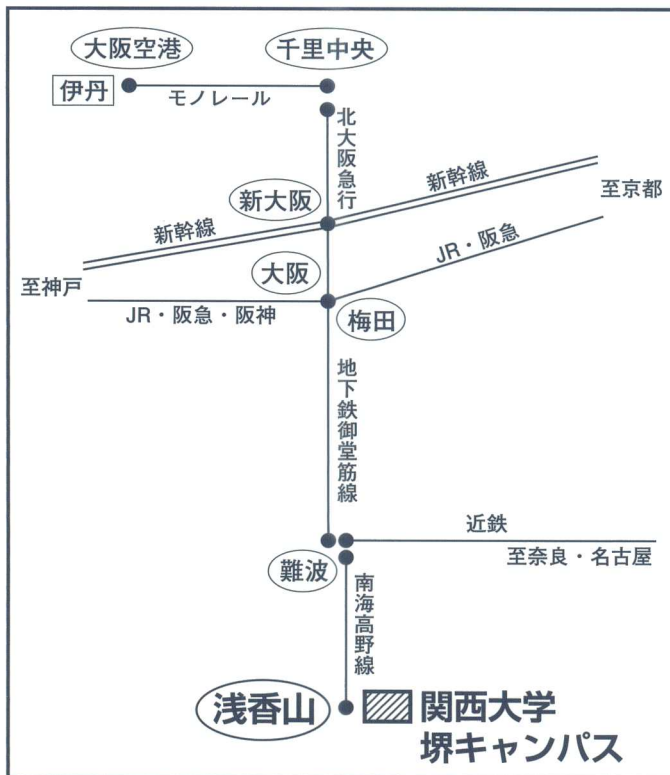 大阪空港
千里中央
伊丹
モノレール
北大阪急行
新大阪
新幹線
至京都
新幹線
JR・阪急
大阪
至神戸
JR・阪急・阪神
梅田
地下鉄御堂筋線
近鉄
至奈良・名古屋
難波
南海高野線
浅香山
関西大学
堺キャンパス